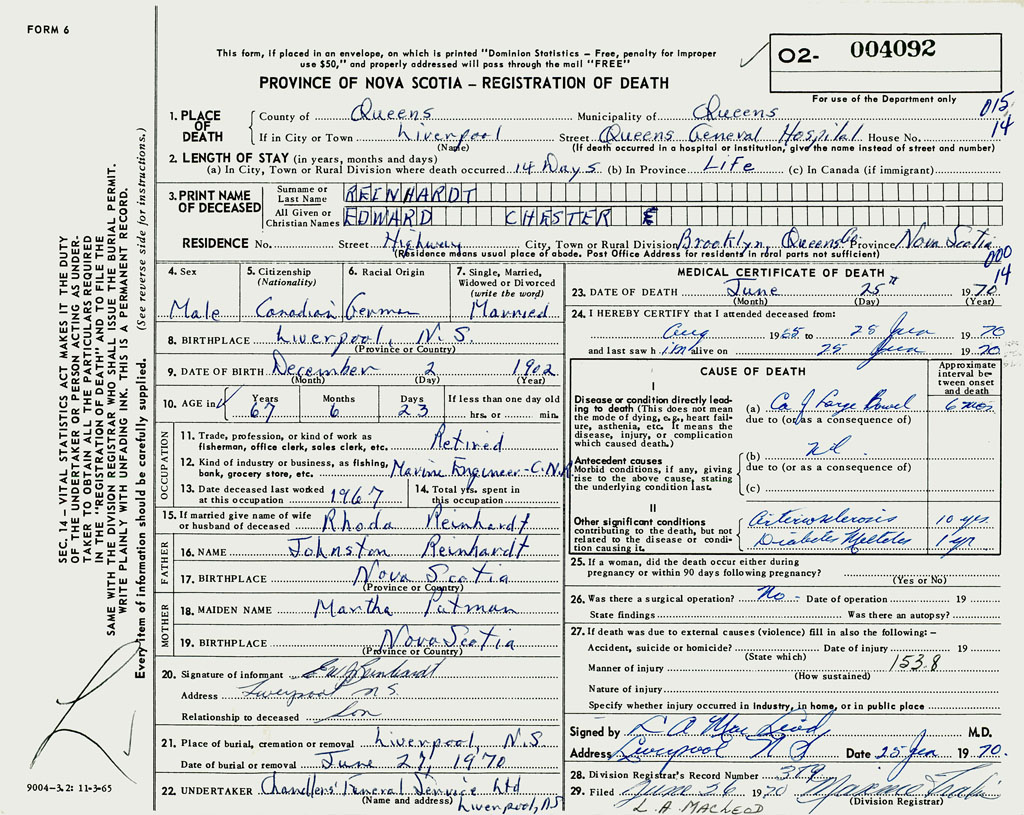 FORM 6
This form, if placed in an envelope, on which is printed "Dominion Statistics – Free, penalty for improper
use $50," and properly addressed will pass through the mail "FREE"
PROVINCE OF NOVA SCOTIA – REGISTRATION OF DEATH
O2- 004092
For use of the Department only
015
14
1. PLACE OF DEATH County of Queens Municipality of Queens
If in City or Town Liverpool Street Queens General Hospital House No.
(Name) (If death occurred in a hospital or institution, give the name instead of street and number)
2. LENGTH OF STAY (in years, months and days)
(a) In City, Town or Rural Division where death occurred 14 Days (b) In Province Life (c) In Canada (if immigrant)
3. PRINT NAME OF DECEASED Surname or Last Name REINHARDT
All Given or Christian Names EDWARD CHESTER E
RESIDENCE No. Street Highway City, Town or Rural Division Brooklyn, Queens Co Province Nova Scotia
(Residence means usual place of abode. Post Office Address for residents in rural parts not sufficient)
000
14
4. Sex Male
5. Citizenship (Nationality) Canadian
6. Racial Origin German
7. Single, Married, Widowed or Divorced (write the word) Married
8. BIRTHPLACE Liverpool, N.S.
(Province or Country)
9. DATE OF BIRTH December 2 1902
(Month) (Day) (Year)
10. AGE in Years 67 Months 6 Days 23 If less than one day old hrs. or min.
OCCUPATION
11. Trade, profession, or kind of work as fisherman, office clerk, sales clerk, etc. Retired
12. Kind of industry or business, as fishing, bank, grocery store, etc. Marine Engineer - C.N.R
13. Date deceased last worked at this occupation 1967
14. Total yrs. spent in this occupation
15. If married give name of wife or husband of deceased Rhoda Reinhardt
FATHER
16. NAME Johnston Reinhardt
17. BIRTHPLACE Nova Scotia
(Province or Country)
MOTHER
18. MAIDEN NAME Martha Patman
19. BIRTHPLACE Nova Scotia
(Province or Country)
20. Signature of informant Reinhardt
Address Liverpool N.S.
Relationship to deceased Son
21. Place of burial, cremation or removal Liverpool, N.S
Date of burial or removal June 27, 1970
22. UNDERTAKER Chandlers' Funeral Service Ltd
(Name and address) Liverpool, NS
MEDICAL CERTIFICATE OF DEATH
23. DATE OF DEATH June 25th 1970
(Month) (Day) (Year)
24. I HEREBY CERTIFY that I attended deceased from:
Aug 1965 to 25 Jun 1970
and last saw him alive on 25 Jun 1970
CAUSE OF DEATH
Approximate interval between onset and death
I
Disease or condition directly leading to death (This does not mean the mode of dying, e.g., heart failure, asthenia, etc. It means the disease, injury, or complication which caused death.)
(a) Ca of Large Bowel 6 mos
due to (or as a consequence of)
Antecedent causes
Morbid conditions, if any, giving rise to the above cause, stating the underlying condition last.
(b) Nil
due to (or as a consequence of)
(c)
II
Other significant conditions contributing to the death, but not related to the disease or condition causing it.
Arteriosclerosis 10 yrs
Diabetes Mellitus 1 yr
25. If a woman, did the death occur either during pregnancy or within 90 days following pregnancy?
(Yes or No)
26. Was there a surgical operation? No - Date of operation 19
State findings Was there an autopsy?
27. If death was due to external causes (violence) fill in also the following: –
Accident, suicide or homicide? Date of injury 19
(State which) 153.8
Manner of injury
(How sustained)
Nature of injury
Specify whether injury occurred in industry, in home, or in public place
Signed by L A MacLeod M.D.
Address Liverpool N S Date 25 Jun 1970.
28. Division Registrar's Record Number 379
29. Filed June 26 1970
(Division Registrar)
L. A. MACLEOD
SEC. 14 – VITAL STATISTICS ACT MAKES IT THE DUTY
OF THE UNDERTAKER OR PERSON ACTING AS UNDER-
TAKER TO OBTAIN ALL THE PARTICULARS REQUIRED
IN THE "REGISTRATION OF DEATH" AND TO FILE THE
SAME WITH THE DIVISION REGISTRAR WHO SHALL ISSUE THE BURIAL PERMIT.
WRITE PLAINLY WITH UNFADING INK. THIS IS A PERMANENT RECORD.
Every item of information should be carefully supplied. (See reverse side for instructions.)
9004-3.2: 11-3-65